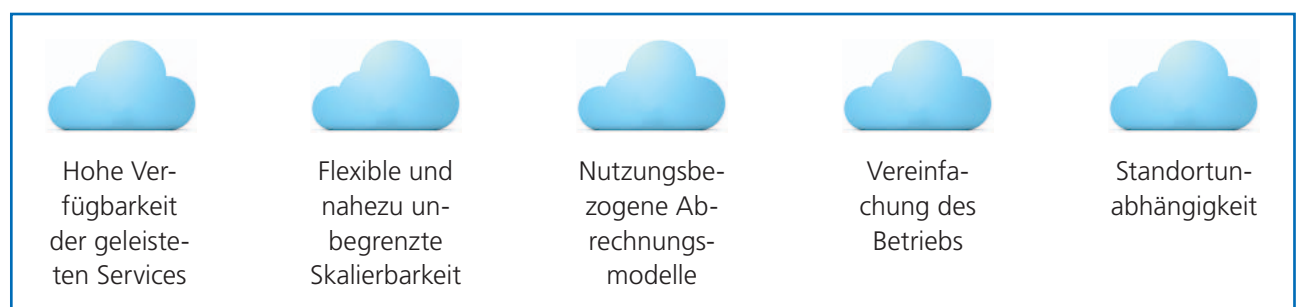 Hohe Ver-
fügbarkeit
der geleiste-
ten Services
Flexible und
nahezu un-
begrenzte
Skalierbarkeit
Nutzungsbe-
zogene Ab-
rechnungs-
modelle
Vereinfa-
chung des
Betriebs
Standortun-
abhängigkeit